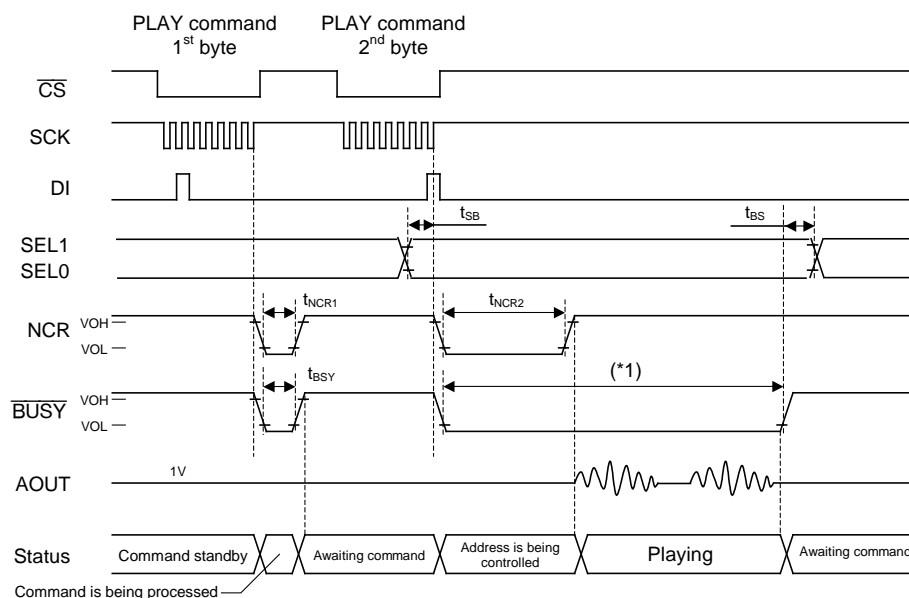 PLAY command
1st byte
PLAY command
2nd byte
CS
SCK
DI
tSB
tBS
SEL1
SEL0
tNCR1
tNCR2
NCR
VOH
VOL
tBSY
(*1)
BUSY
VOH
VOL
AOUT
1V
Status
Command standby
Awaiting command
Address is being
controlled
Playing
Awaiting command
Command is being processed